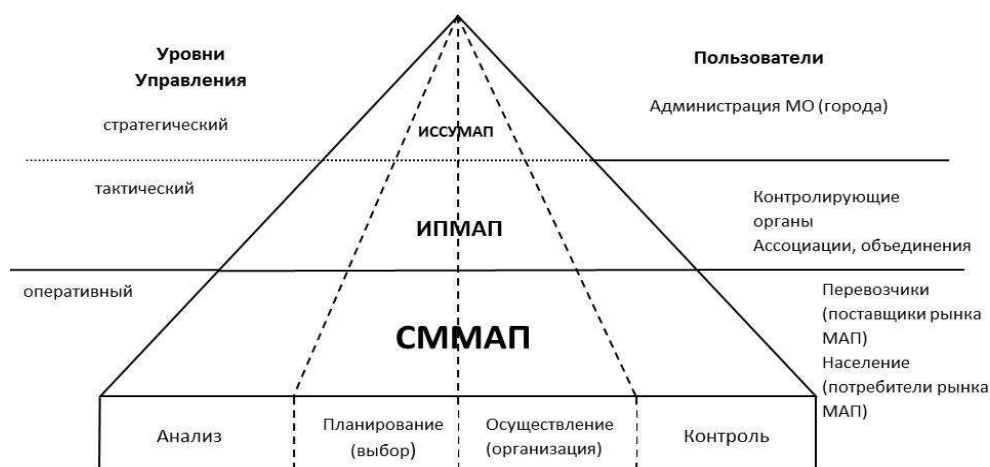 Уровни
Управления
Пользователи
стратегический
ИССУМАП
Администрация МО (города)
тактический
ИПМАП
Контролирующие
органы
Ассоциации, объединения
оперативный
СММАП
Перевозчики
(поставщики рынка
МАП)
Население
(потребители рынка
МАП)
Анализ
Планирование
(выбор)
Осуществление
(организация)
Контроль